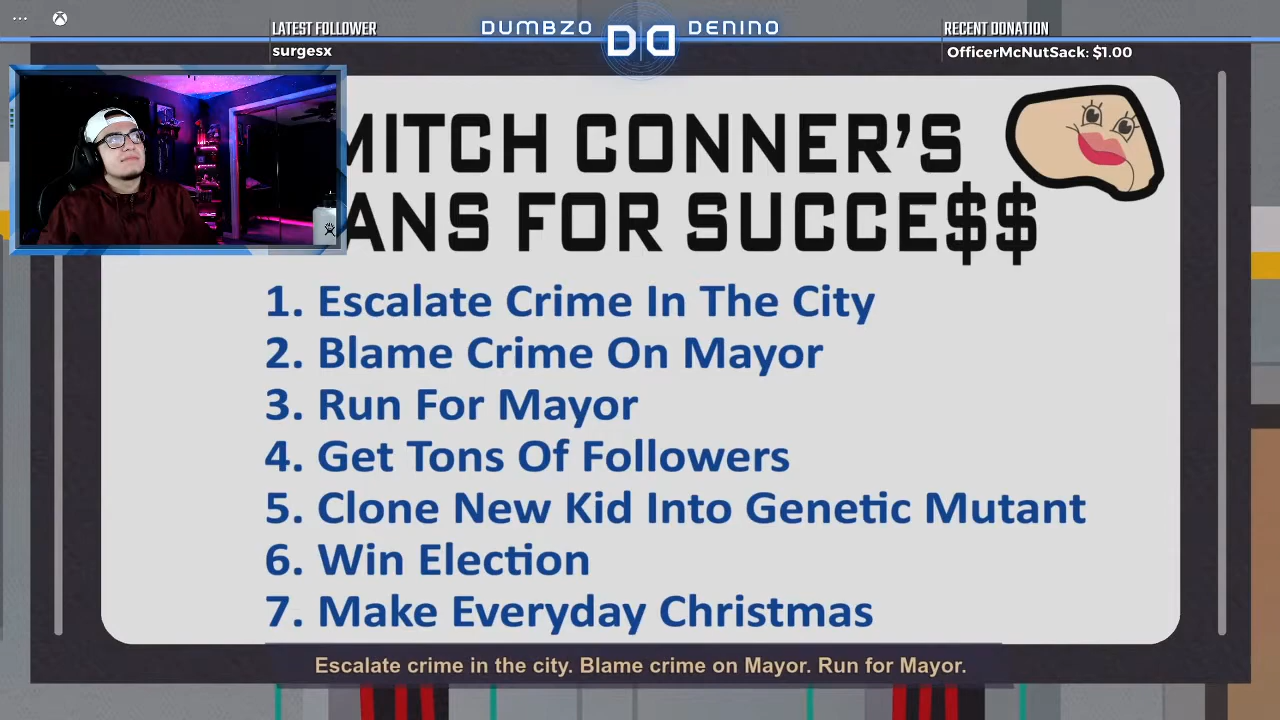 LATEST FOLLOWER
surgesx
DUMBZO DD DENINO
RECENT DONATION
OfficerMcNutSack: $1.00
MITCH CONNER'S
ANS FOR SUCCE$$
1. Escalate Crime In The City
2. Blame Crime On Mayor
3. Run For Mayor
4. Get Tons Of Followers
5. Clone New Kid Into Genetic Mutant
6. Win Election
7. Make Everyday Christmas
Escalate crime in the city. Blame crime on Mayor. Run for Mayor.